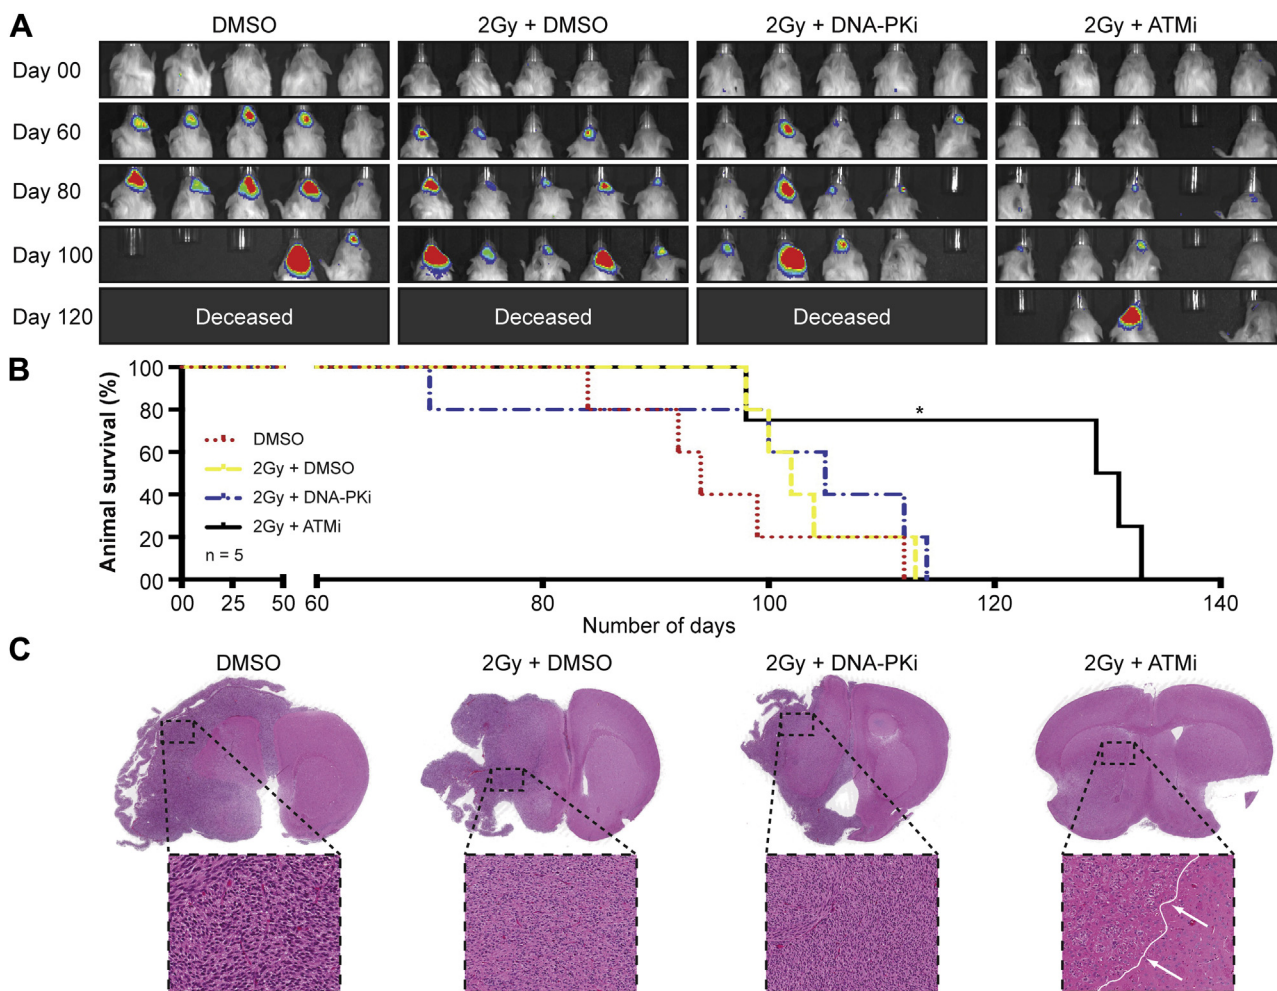 A
DMSO 2Gy + DMSO 2Gy + DNA-PKi 2Gy + ATMi
Day 00
Day 60
Day 80
Day 100
Day 120 Deceased Deceased Deceased
B
Animal survival (%)
100
80
60
40
20
00
DMSO
2Gy + DMSO
2Gy + DNA-PKi
2Gy + ATMi
n = 5
*
00 25 50 60 80 100 120 140
Number of days
C
DMSO 2Gy + DMSO 2Gy + DNA-PKi 2Gy + ATMi